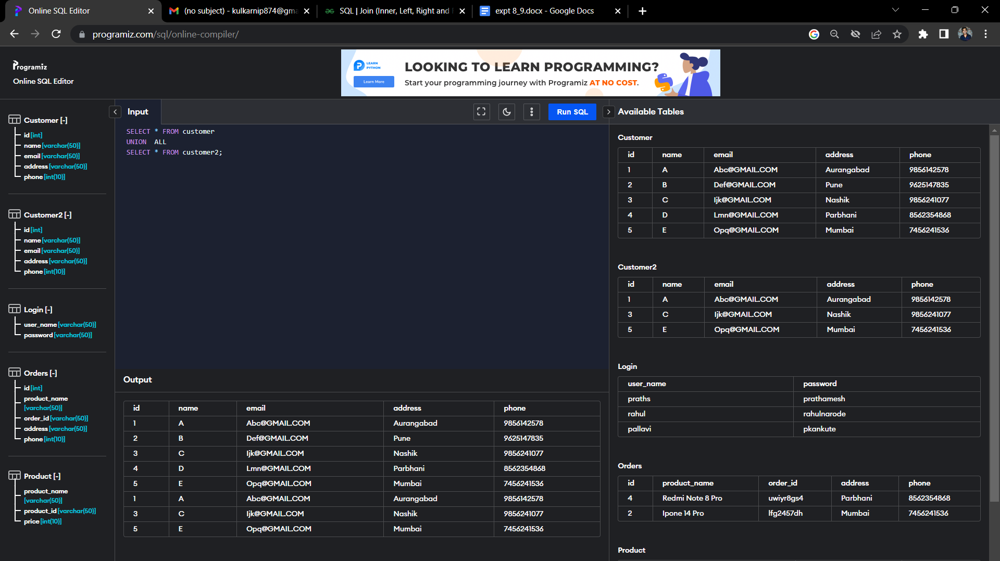 Online SQL Editor
(no subject) - kulkarnip874@gma
SQL | Join (Inner, Left, Right and F
expt 8_9.docx - Google Docs
programiz.com/sql/online-compiler/
Programiz
Online SQL Editor
LEARN PYTHON
Learn More
LOOKING TO LEARN PROGRAMMING?
Start your programming journey with Programiz AT NO COST.
Customer [-]
id [int]
name [varchar(50)]
email [varchar(50)]
address [varchar(50)]
phone [int(10)]
Customer2 [-]
id [int]
name [varchar(50)]
email [varchar(50)]
address [varchar(50)]
phone [int(10)]
Login [-]
user_name [varchar(50)]
password [varchar(50)]
Orders [-]
id [int]
product_name
[varchar(50)]
order_id [varchar(50)]
address [varchar(50)]
phone [int(10)]
Product [-]
product_name
[varchar(50)]
product_id [varchar(50)]
price [int(10)]
Input
Run SQL
SELECT * FROM customer
UNION  ALL
SELECT * FROM customer2;
Output
id name email address phone
1 A Abc@GMAIL.COM Aurangabad 9856142578
2 B Def@GMAIL.COM Pune 9625147835
3 C Ijk@GMAIL.COM Nashik 9856241077
4 D Lmn@GMAIL.COM Parbhani 8562354868
5 E Opq@GMAIL.COM Mumbai 7456241536
1 A Abc@GMAIL.COM Aurangabad 9856142578
3 C Ijk@GMAIL.COM Nashik 9856241077
5 E Opq@GMAIL.COM Mumbai 7456241536
Available Tables
Customer
id name email address phone
1 A Abc@GMAIL.COM Aurangabad 9856142578
2 B Def@GMAIL.COM Pune 9625147835
3 C Ijk@GMAIL.COM Nashik 9856241077
4 D Lmn@GMAIL.COM Parbhani 8562354868
5 E Opq@GMAIL.COM Mumbai 7456241536
Customer2
id name email address phone
1 A Abc@GMAIL.COM Aurangabad 9856142578
3 C Ijk@GMAIL.COM Nashik 9856241077
5 E Opq@GMAIL.COM Mumbai 7456241536
Login
user_name password
praths prathamesh
rahul rahulnarode
pallavi pkankute
Orders
id product_name order_id address phone
4 Redmi Note 8 Pro uwiyr8gs4 Parbhani 8562354868
2 Ipone 14 Pro lfg2457dh Mumbai 7456241536
Product